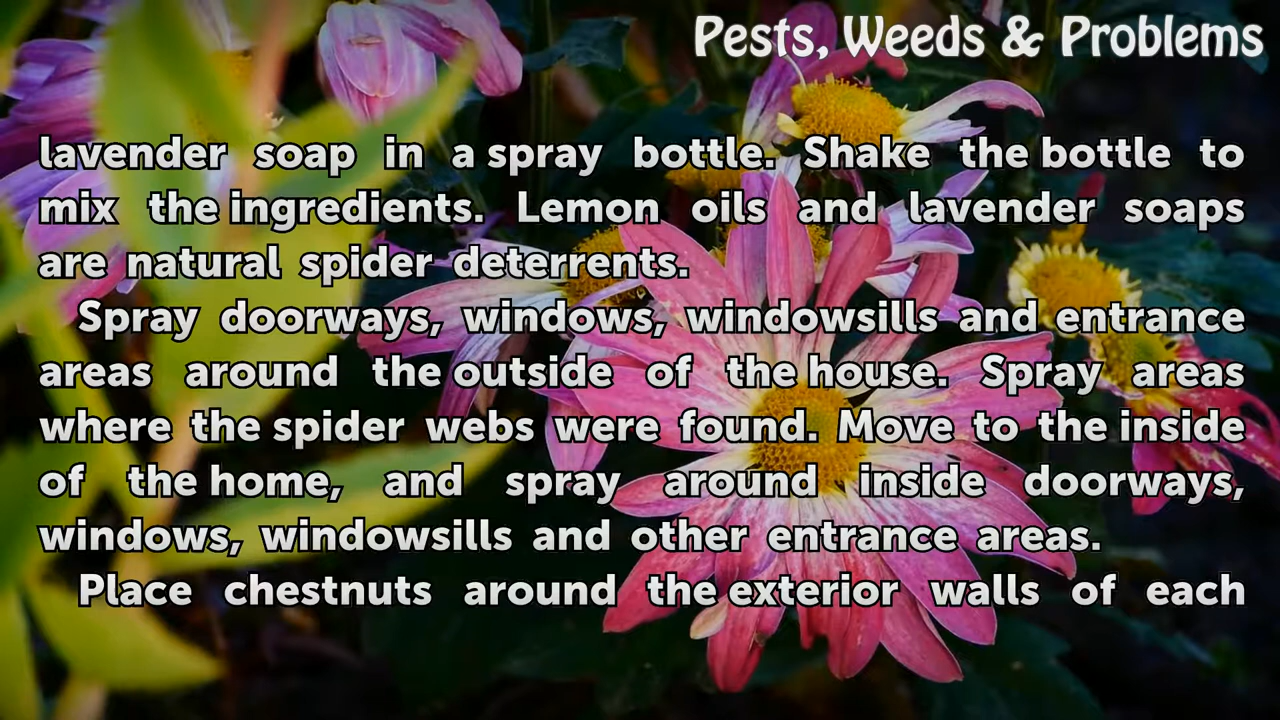 Pests, Weeds & Problems
lavender soap in a spray bottle. Shake the bottle to
mix the ingredients. Lemon oils and lavender soaps
are natural spider deterrents.
Spray doorways, windows, windowsills and entrance
areas around the outside of the house. Spray areas
where the spider webs were found. Move to the inside
of the home, and spray around inside doorways,
windows, windowsills and other entrance areas.
Place chestnuts around the exterior walls of each